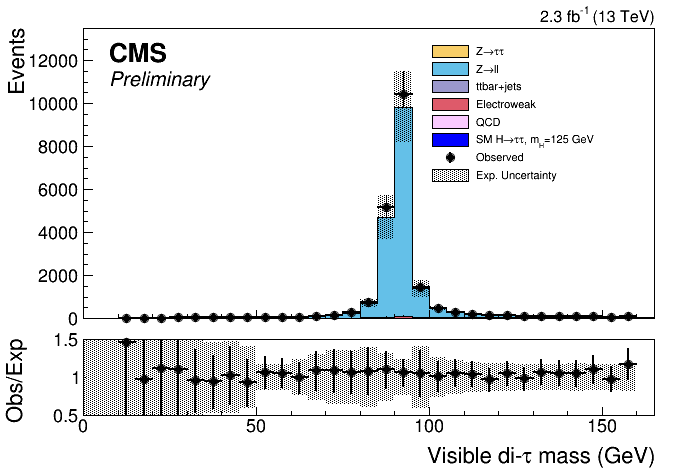 2.3 fb⁻¹ (13 TeV)
Events
CMS
Preliminary
Z→ττ
Z→ll
ttbar+jets
Electroweak
QCD
SM H→ττ, m_H=125 GeV
Observed
Exp. Uncertainty
12000
10000
8000
6000
4000
2000
0
Obs/Exp
1.5
1
0.5
0 50 100 150
Visible di-τ mass (GeV)